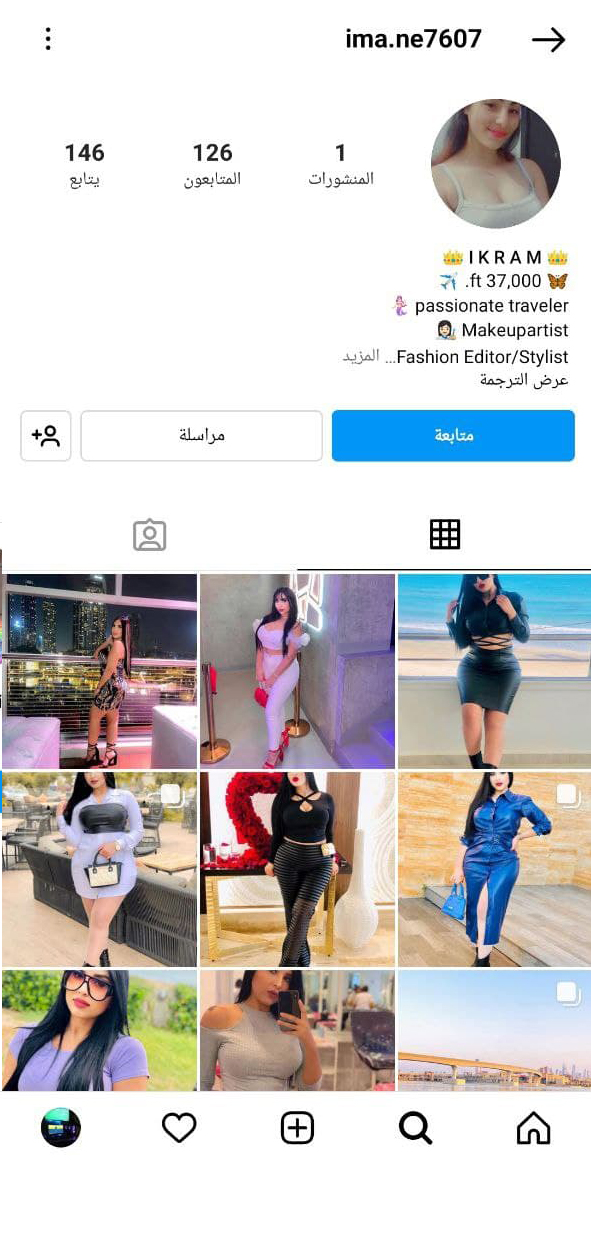 ima.ne7607
1
المنشورات
126
المتابعون
146
يتابع
👑 I K R A M 👑
✈️ .ft 37,000 🦋
🧜🏻‍♀️ passionate traveler
👩🏻‍🎨 Makeupartist
Fashion Editor/Stylist... المزيد
عرض الترجمة
متابعة
مراسلة